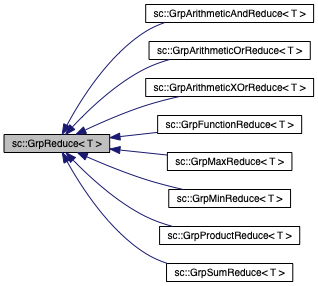 sc::GrpArithmeticAndReduce< T >
sc::GrpArithmeticOrReduce< T >
sc::GrpArithmeticXOrReduce< T >
sc::GrpFunctionReduce< T >
sc::GrpReduce< T >
sc::GrpMaxReduce< T >
sc::GrpMinReduce< T >
sc::GrpProductReduce< T >
sc::GrpSumReduce< T >